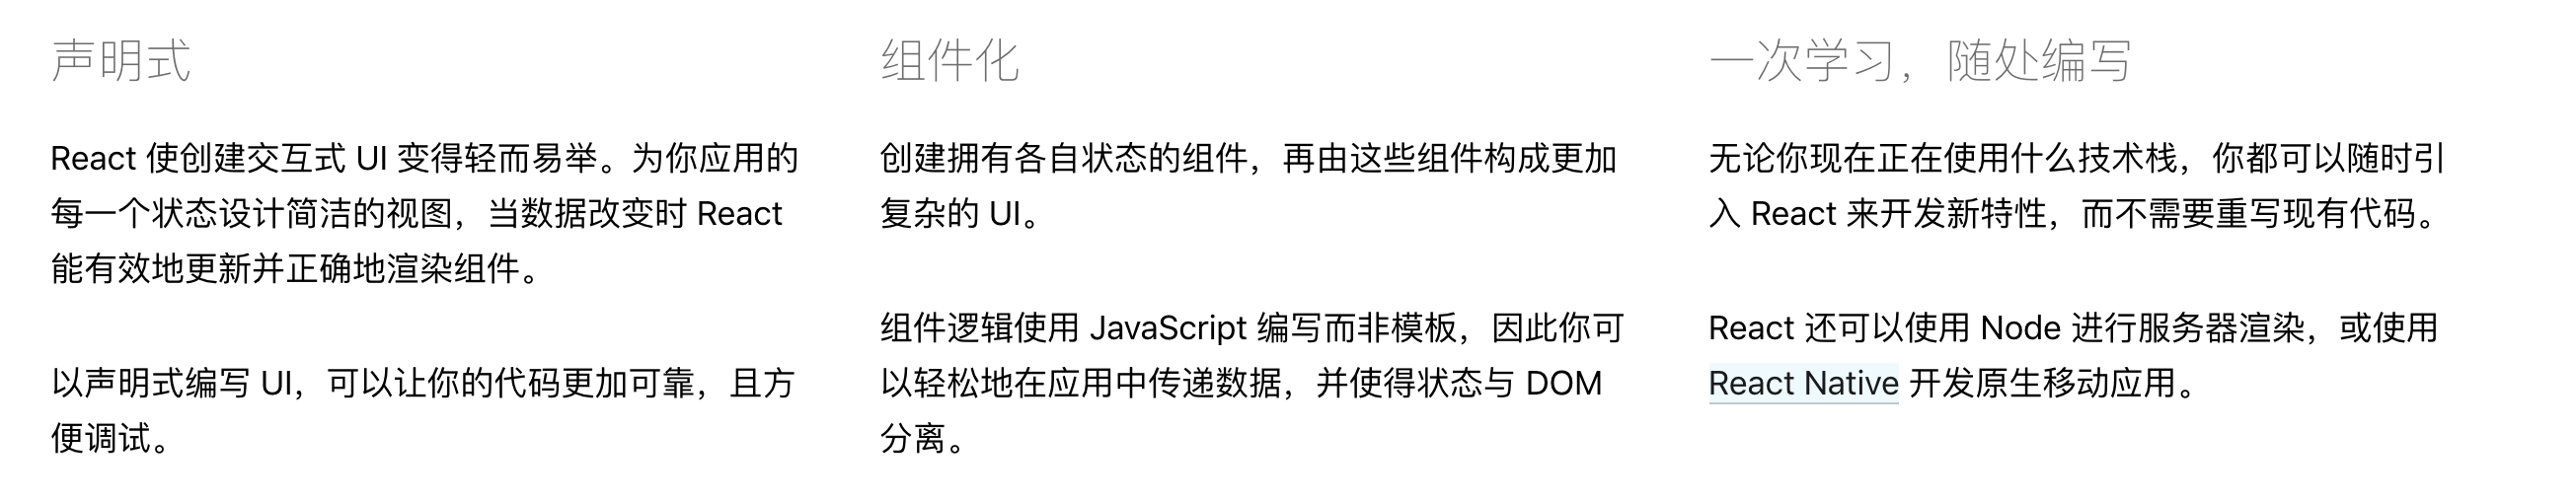 声明式
React 使创建交互式 UI 变得轻而易举。为你应用的
每一个状态设计简洁的视图，当数据改变时 React
能有效地更新并正确地渲染组件。
以声明式编写 UI，可以让你的代码更加可靠，且方
便调试。
组件化
创建拥有各自状态的组件，再由这些组件构成更加
复杂的 UI。
组件逻辑使用 JavaScript 编写而非模板，因此你可
以轻松地在应用中传递数据，并使得状态与 DOM
分离。
一次学习，随处编写
无论你现在正在使用什么技术栈，你都可以随时引
入 React 来开发新特性，而不需要重写现有代码。
React 还可以使用 Node 进行服务器渲染，或使用
React Native 开发原生移动应用。